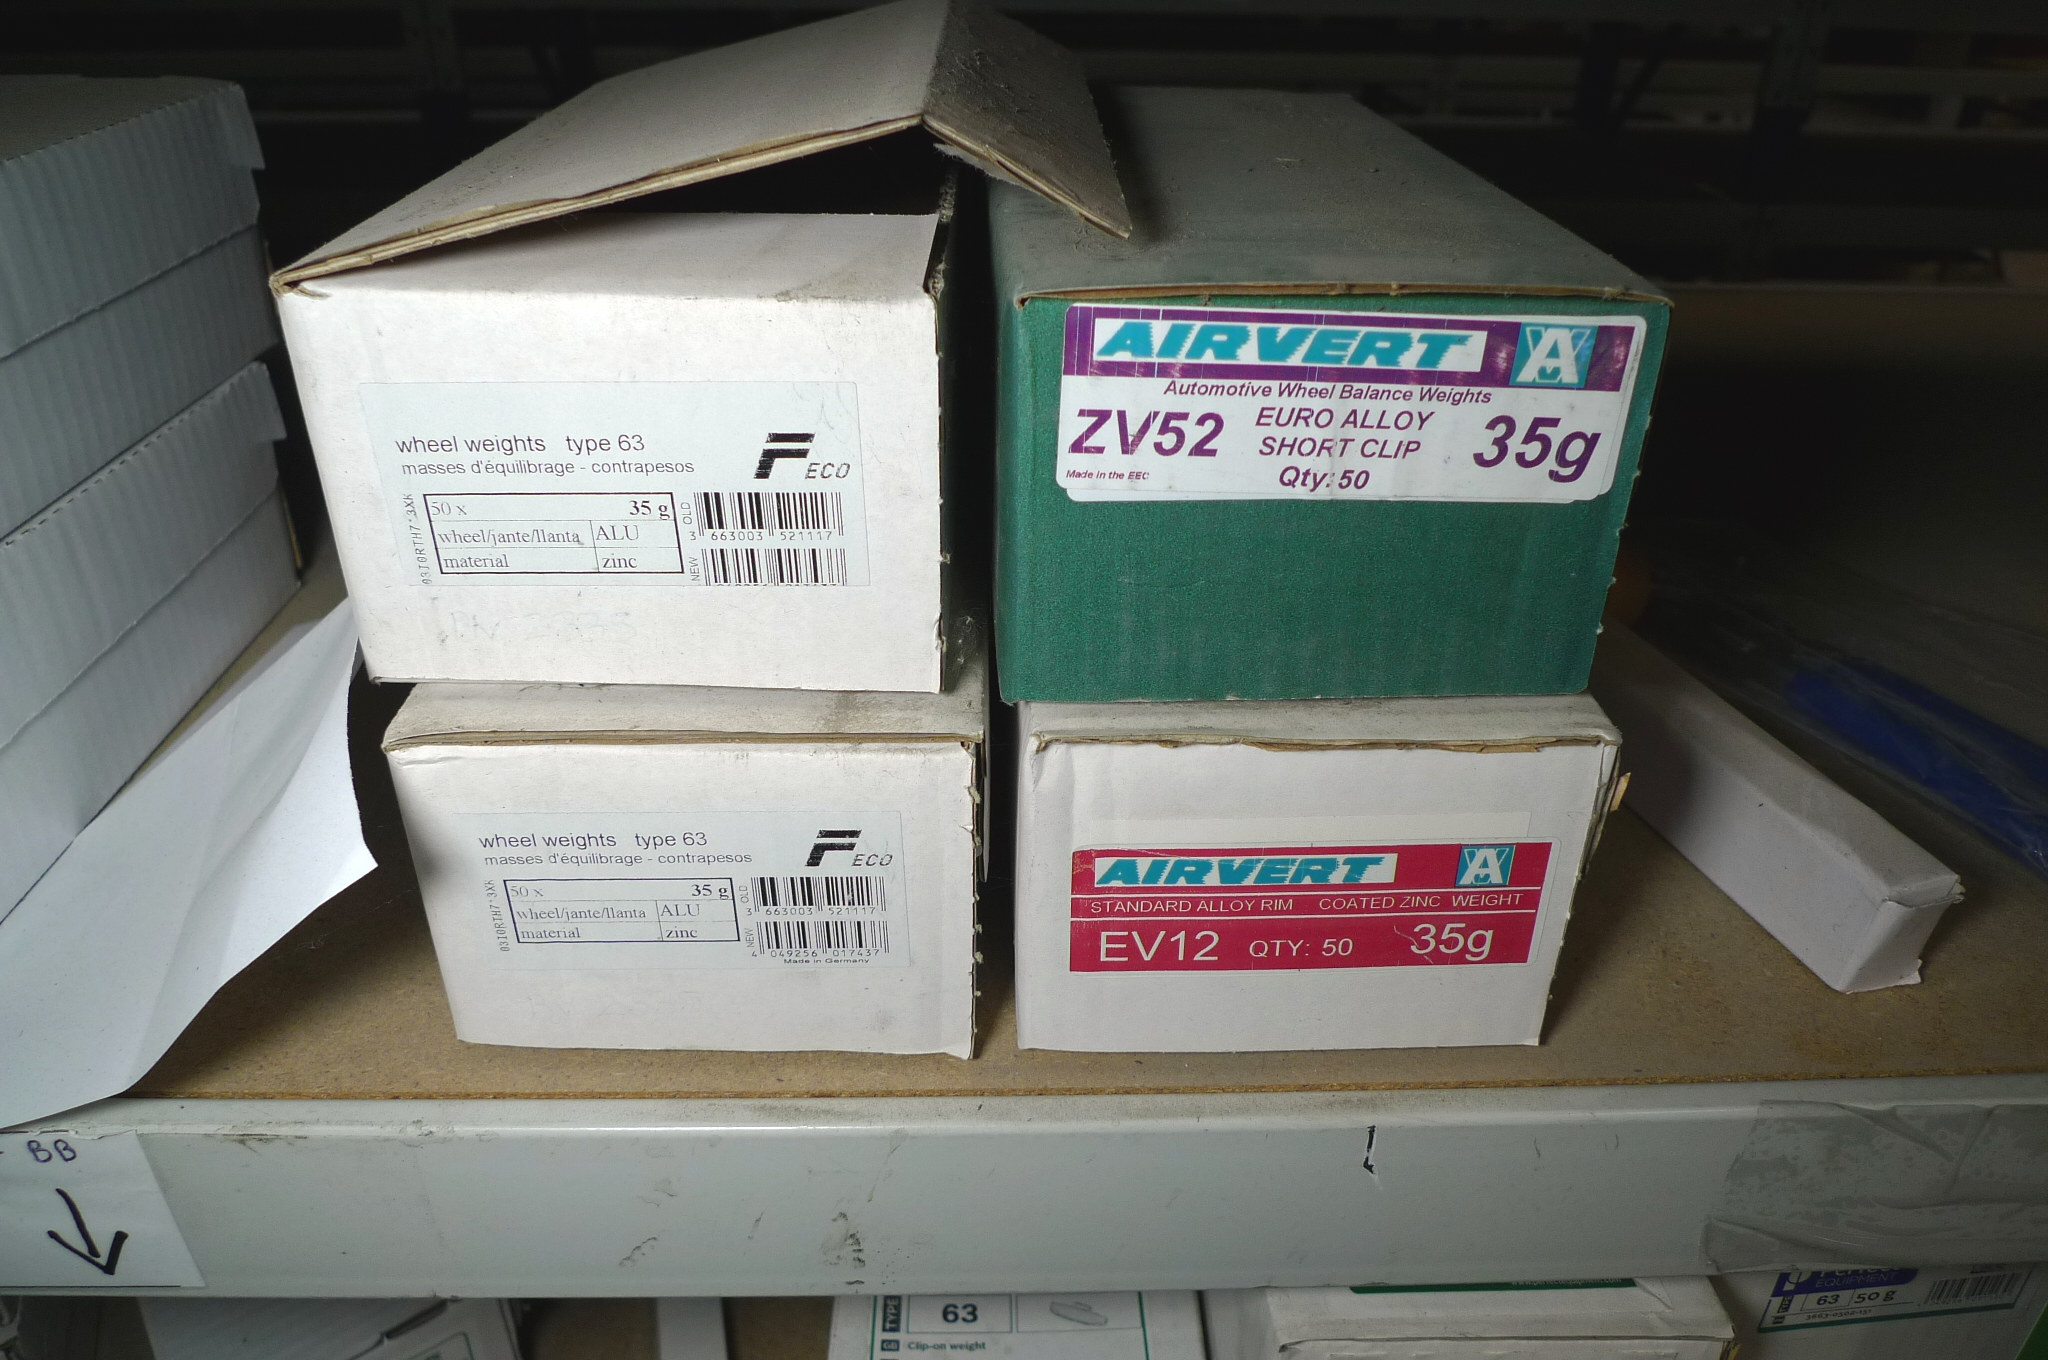 wheel weights type 63
masses d'équilibrage - contrapesos
F ECO
50 x 35 g
wheel/jante/llanta ALU
material zinc
OLD
3 663003 521117
NEW
AIRVERT
Automotive Wheel Balance Weights
ZV52 EURO ALLOY SHORT CLIP 35g
Made in the EEC
Qty: 50
wheel weights type 63
masses d'équilibrage - contrapesos
F ECO
50 x 35 g
wheel/jante/llanta ALU
material zinc
OLD
3 663003 521117
NEW
4 049256 017437
Made in Germany
AIRVERT
STANDARD ALLOY RIM COATED ZINC WEIGHT
EV12 QTY: 50 35g
BB
TYPE 63
GB Clip-on weight
EQUIPMENT
TYPE 63 50 g